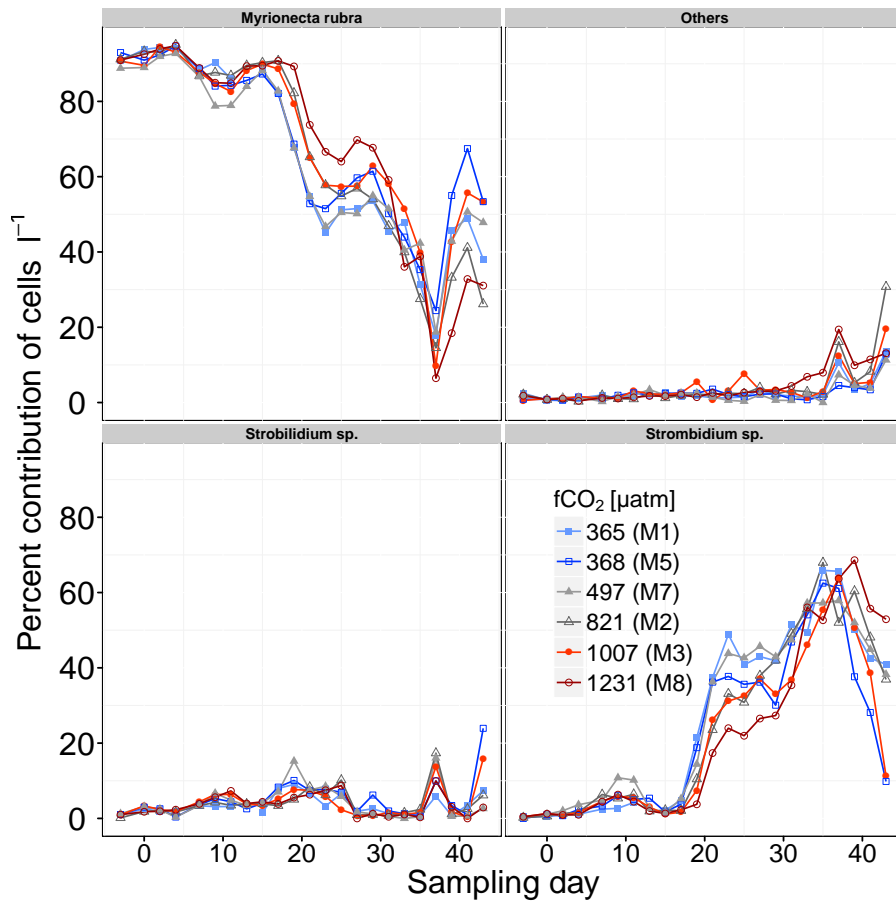 Myrionecta rubra Others
80
60
40
20
0
Strobilidium sp. Strombidium sp.
80
60
40
20
0
fCO₂ [µatm]
365 (M1)
368 (M5)
497 (M7)
821 (M2)
1007 (M3)
1231 (M8)
0 10 20 30 40 0 10 20 30 40
Sampling day
Percent contribution of cells l⁻¹